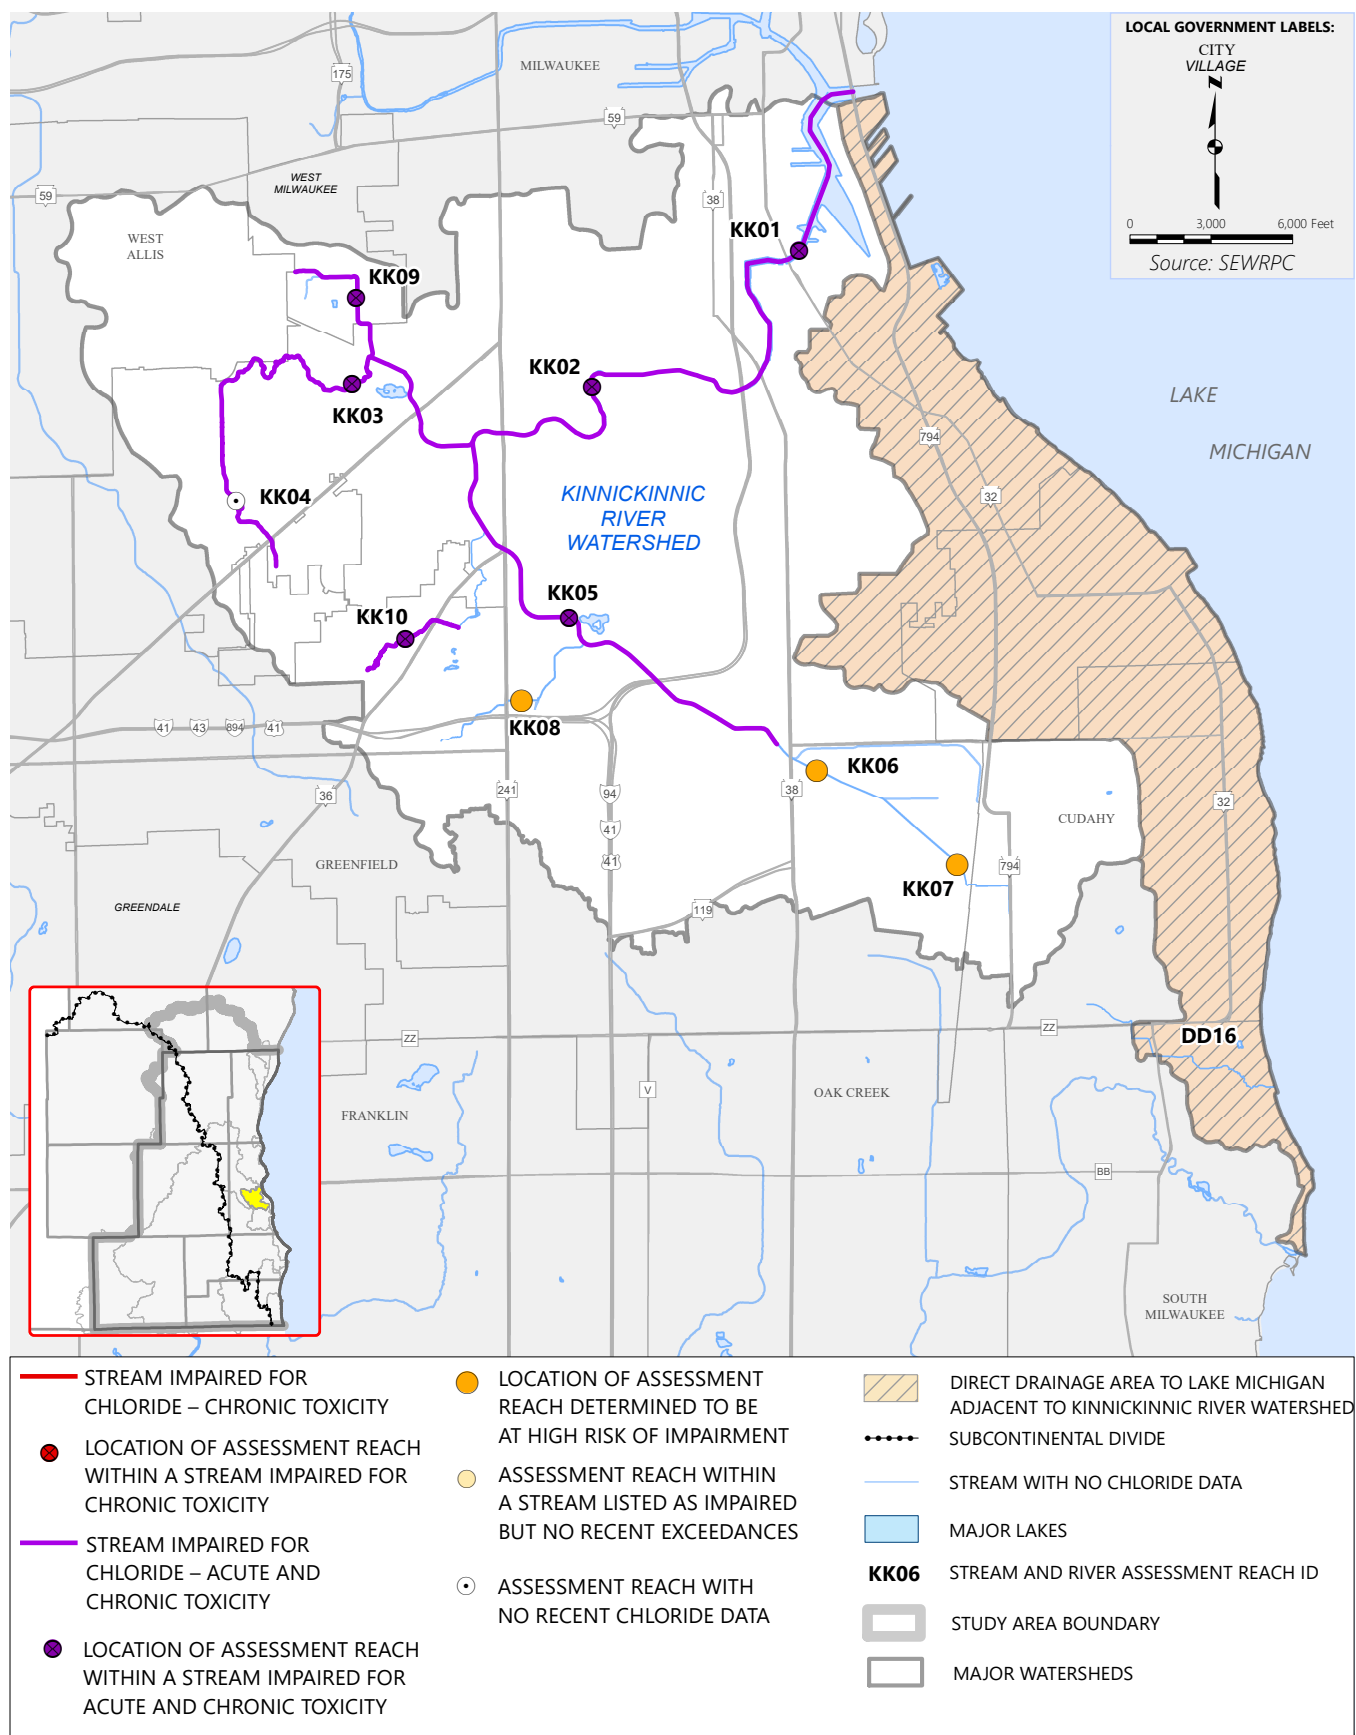 LOCAL GOVERNMENT LABELS:
CITY
VILLAGE
N
0 3,000 6,000 Feet
Source: SEWRPC
MILWAUKEE
175
59
WEST
MILWAUKEE
59
38
WEST
ALLIS
KK01
KK09
KK02
KK03
LAKE
MICHIGAN
794
32
KK04
KINNICKINNIC
RIVER
WATERSHED
KK05
KK10
KK08
41
43
894
41
KK06
36
241
94
38
32
41
CUDAHY
41
GREENFIELD
794
KK07
GREENDALE
119
ZZ
ZZ
DD16
V
OAK CREEK
FRANKLIN
BB
SOUTH
MILWAUKEE
STREAM IMPAIRED FOR
CHLORIDE – CHRONIC TOXICITY
LOCATION OF ASSESSMENT REACH
WITHIN A STREAM IMPAIRED FOR
CHRONIC TOXICITY
STREAM IMPAIRED FOR
CHLORIDE – ACUTE AND
CHRONIC TOXICITY
LOCATION OF ASSESSMENT REACH
WITHIN A STREAM IMPAIRED FOR
ACUTE AND CHRONIC TOXICITY
LOCATION OF ASSESSMENT
REACH DETERMINED TO BE
AT HIGH RISK OF IMPAIRMENT
ASSESSMENT REACH WITHIN
A STREAM LISTED AS IMPAIRED
BUT NO RECENT EXCEEDANCES
ASSESSMENT REACH WITH
NO RECENT CHLORIDE DATA
DIRECT DRAINAGE AREA TO LAKE MICHIGAN
ADJACENT TO KINNICKINNIC RIVER WATERSHED
SUBCONTINENTAL DIVIDE
STREAM WITH NO CHLORIDE DATA
MAJOR LAKES
KK06 STREAM AND RIVER ASSESSMENT REACH ID
STUDY AREA BOUNDARY
MAJOR WATERSHEDS